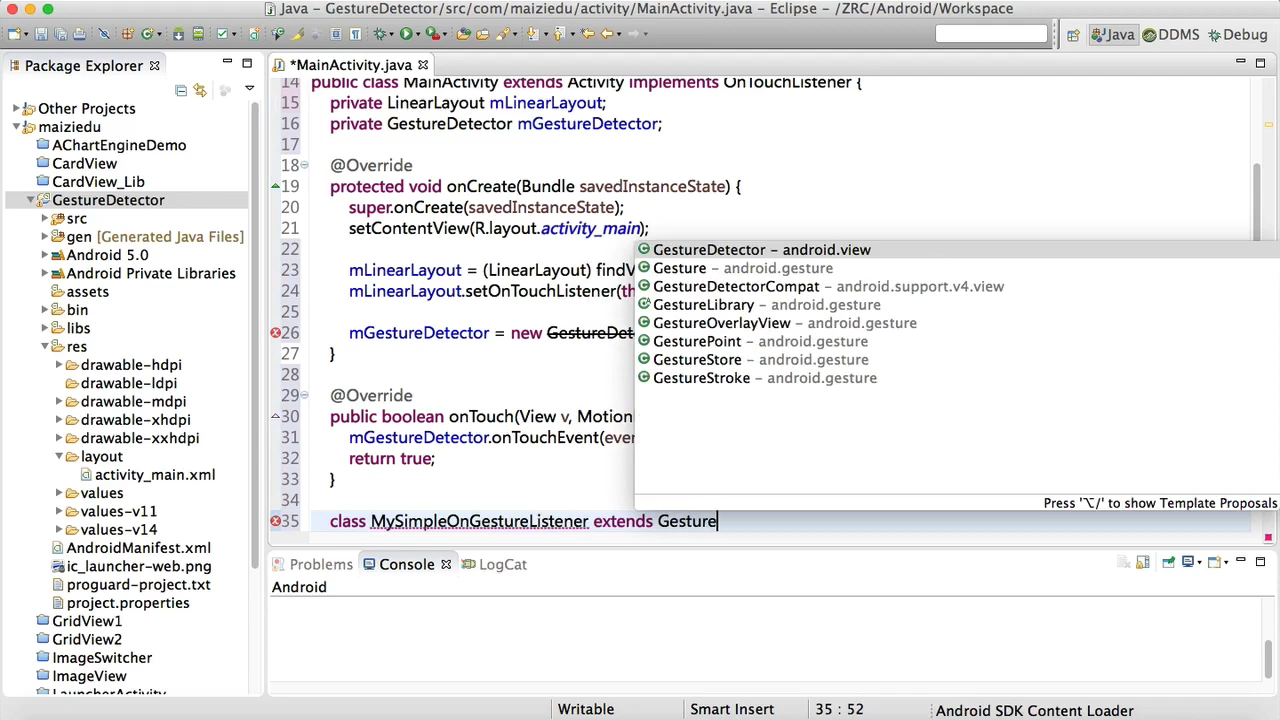 Java – GestureDetector/src/com/maiziedu/activity/MainActivity.java – Eclipse – /ZRC/Android/Workspace
Java
DDMS
Debug
Package Explorer
Other Projects
maiziedu
AChartEngineDemo
CardView
CardView_Lib
GestureDetector
src
gen [Generated Java Files]
Android 5.0
Android Private Libraries
assets
bin
libs
res
drawable-hdpi
drawable-ldpi
drawable-mdpi
drawable-xhdpi
drawable-xxhdpi
layout
activity_main.xml
values
values-v11
values-v14
AndroidManifest.xml
ic_launcher-web.png
proguard-project.txt
project.properties
GridView1
GridView2
ImageSwitcher
ImageView
LauncherActivity
*MainActivity.java
14 public class MainActivity extends Activity implements OnTouchListener {
15 private LinearLayout mLinearLayout;
16 private GestureDetector mGestureDetector;
17
18 @Override
19 protected void onCreate(Bundle savedInstanceState) {
20 super.onCreate(savedInstanceState);
21 setContentView(R.layout.activity_main);
22
23 mLinearLayout = (LinearLayout) findV
24 mLinearLayout.setOnTouchListener(th
25
26 mGestureDetector = new GestureDet
27 }
28
29 @Override
30 public boolean onTouch(View v, Motion
31 mGestureDetector.onTouchEvent(eve
32 return true;
33 }
34
35 class MySimpleOnGestureListener extends Gesture
GestureDetector – android.view
Gesture – android.gesture
GestureDetectorCompat – android.support.v4.view
GestureLibrary – android.gesture
GestureOverlayView – android.gesture
GesturePoint – android.gesture
GestureStore – android.gesture
GestureStroke – android.gesture
Press '⌥/' to show Template Proposals
Problems
Console
LogCat
Android
Writable
Smart Insert
35 : 52
Android SDK Content Loader